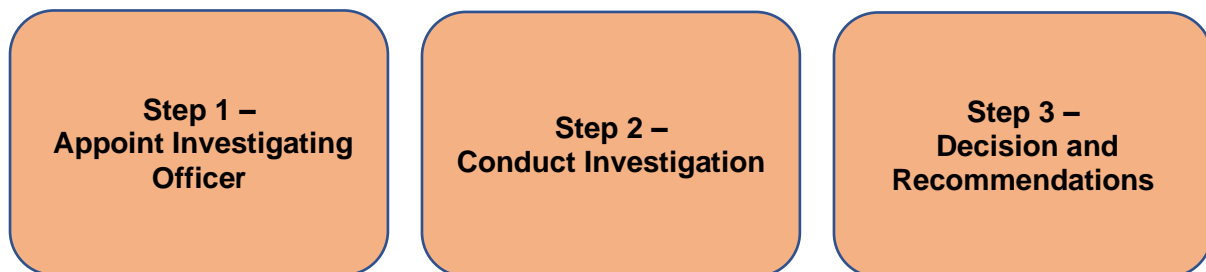 Step 1 –
Appoint Investigating
Officer
Step 2 –
Conduct Investigation
Step 3 –
Decision and
Recommendations